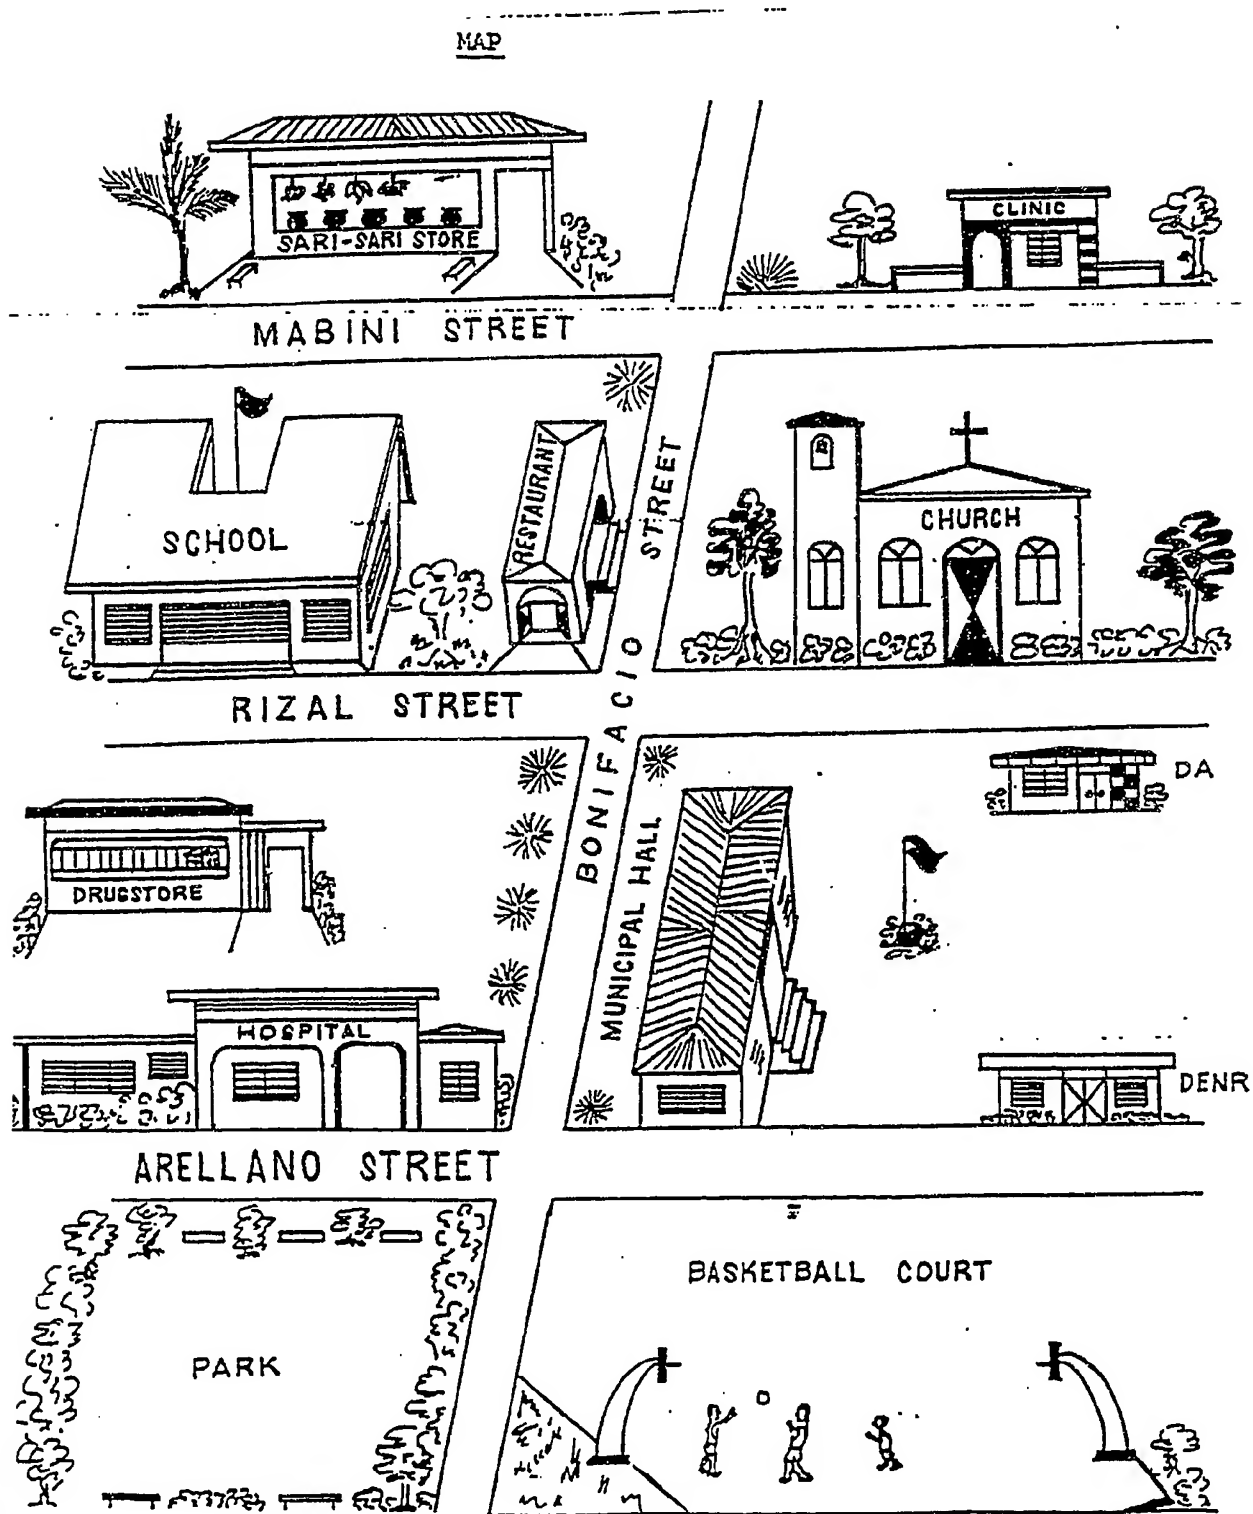 MAP
SARI-SARI STORE
CLINIC
MABINI STREET
SCHOOL
RESTAURANT
CHURCH
BONIFACIO STREET
RIZAL STREET
DA
DRUGSTORE
MUNICIPAL HALL
HOSPITAL
DENR
ARELLANO STREET
BASKETBALL COURT
PARK